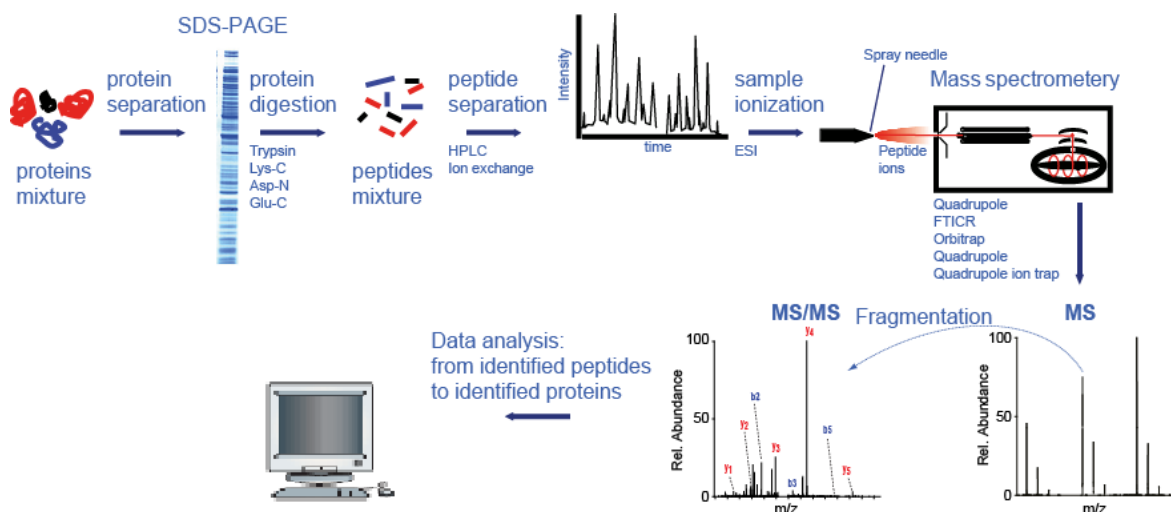 SDS-PAGE
protein
separation
proteins
mixture
protein
digestion
Trypsin
Lys-C
Asp-N
Glu-C
peptides
mixture
peptide
separation
HPLC
Ion exchange
Intensity
time
sample
ionization
ESI
Spray needle
Peptide
ions
Mass spectrometery
Quadrupole
FTICR
Orbitrap
Quadrupole
Quadrupole ion trap
Data analysis:
from identified peptides
to identified proteins
MS/MS
Rel. Abundance
100
50
0
y1
y2
b2
y3
b3
y4
b5
y5
m/z
Fragmentation
MS
Rel. Abundance
100
50
0
m/z